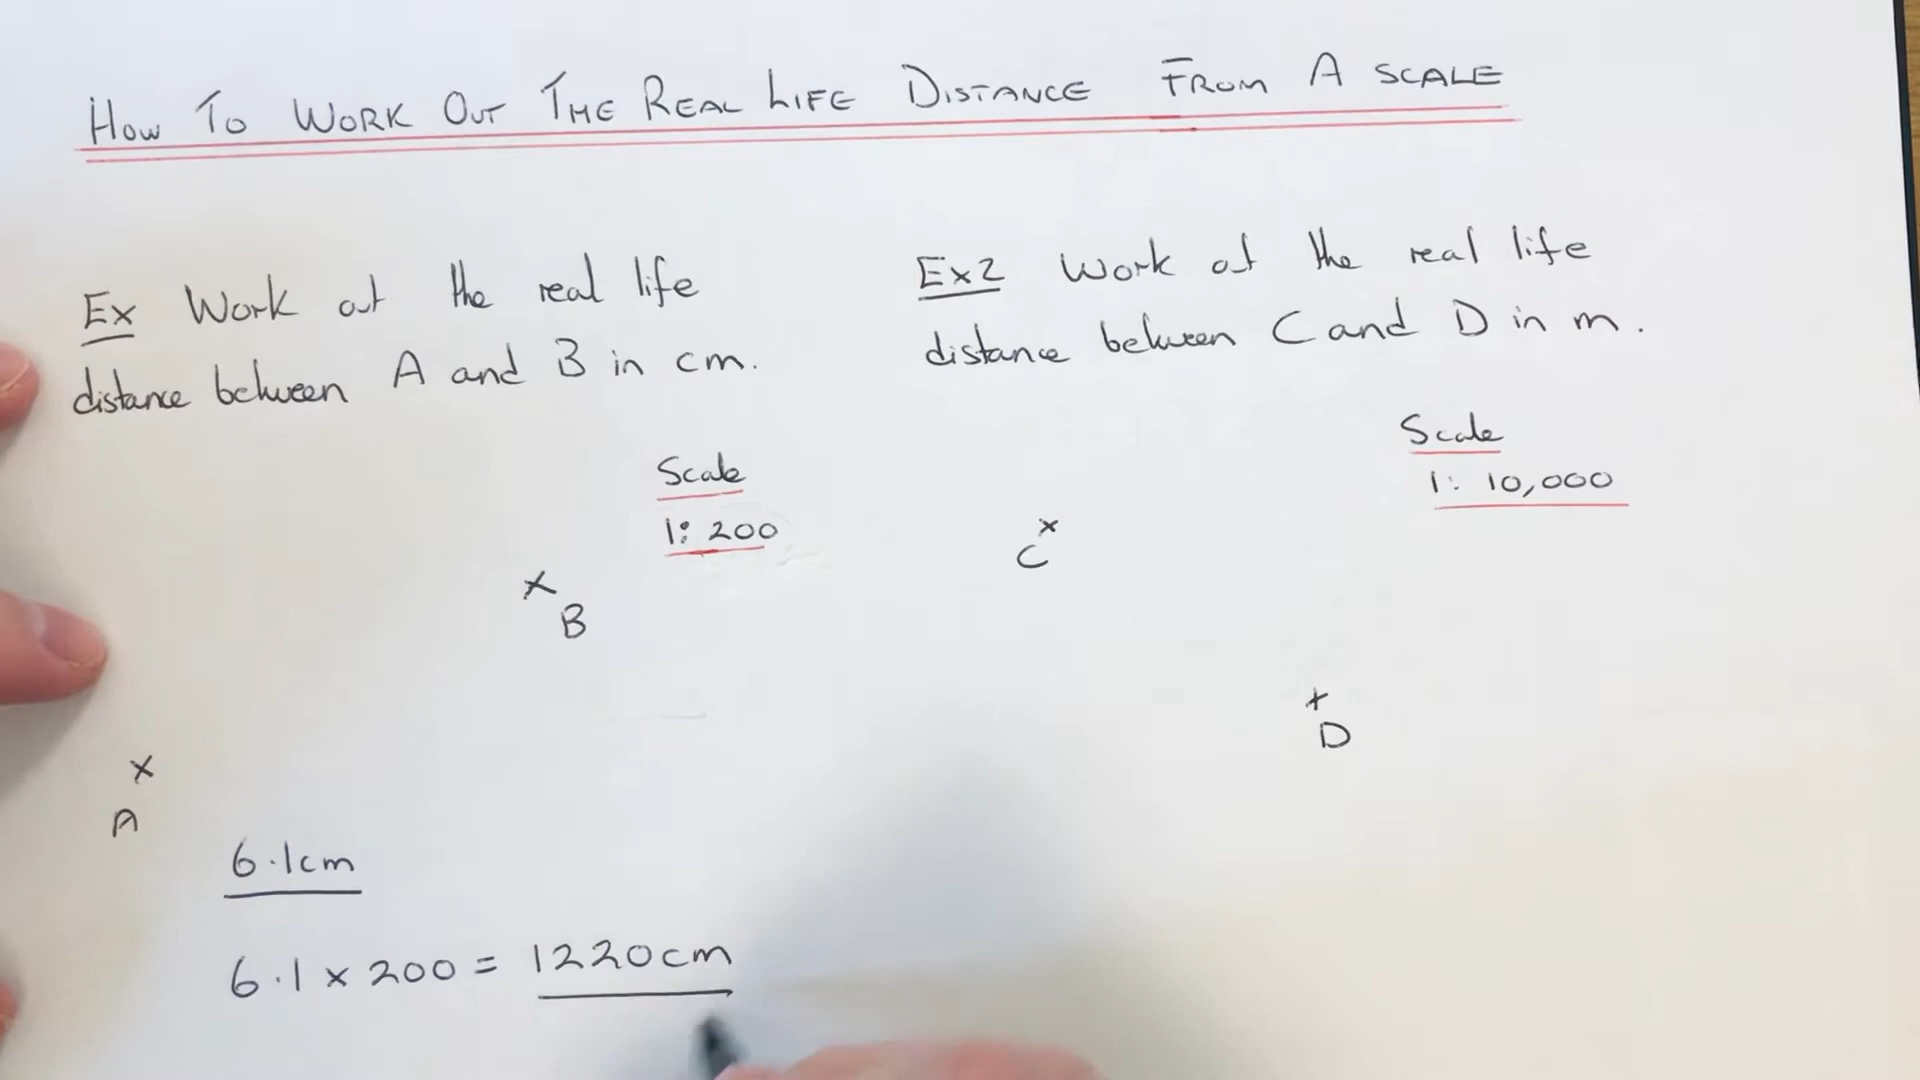 HOW TO WORK OUT THE REAL LIFE DISTANCE FROM A SCALE
Ex Work out the real life
distance between A and B in cm.
Scale
1: 200
B
A
6.1cm
6.1 x 200 = 1220cm
Ex2 Work out the real life
distance between C and D in m.
Scale
1: 10,000
C
D